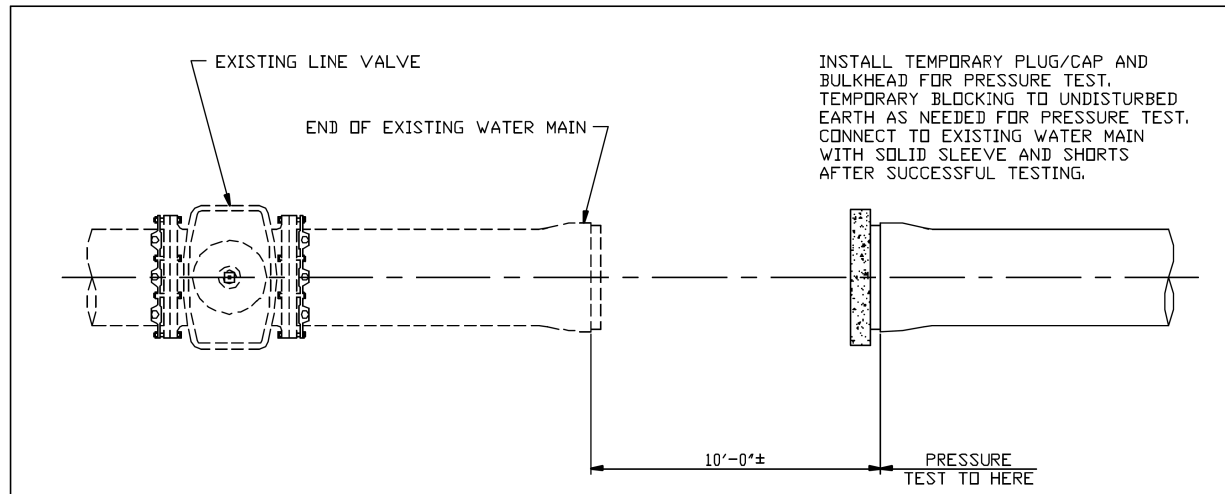 EXISTING LINE VALVE
END OF EXISTING WATER MAIN
INSTALL TEMPORARY PLUG/CAP AND
BULKHEAD FOR PRESSURE TEST.
TEMPORARY BLOCKING TO UNDISTURBED
EARTH AS NEEDED FOR PRESSURE TEST.
CONNECT TO EXISTING WATER MAIN
WITH SOLID SLEEVE AND SHORTS
AFTER SUCCESSFUL TESTING.
10'-0"±
PRESSURE
TEST TO HERE